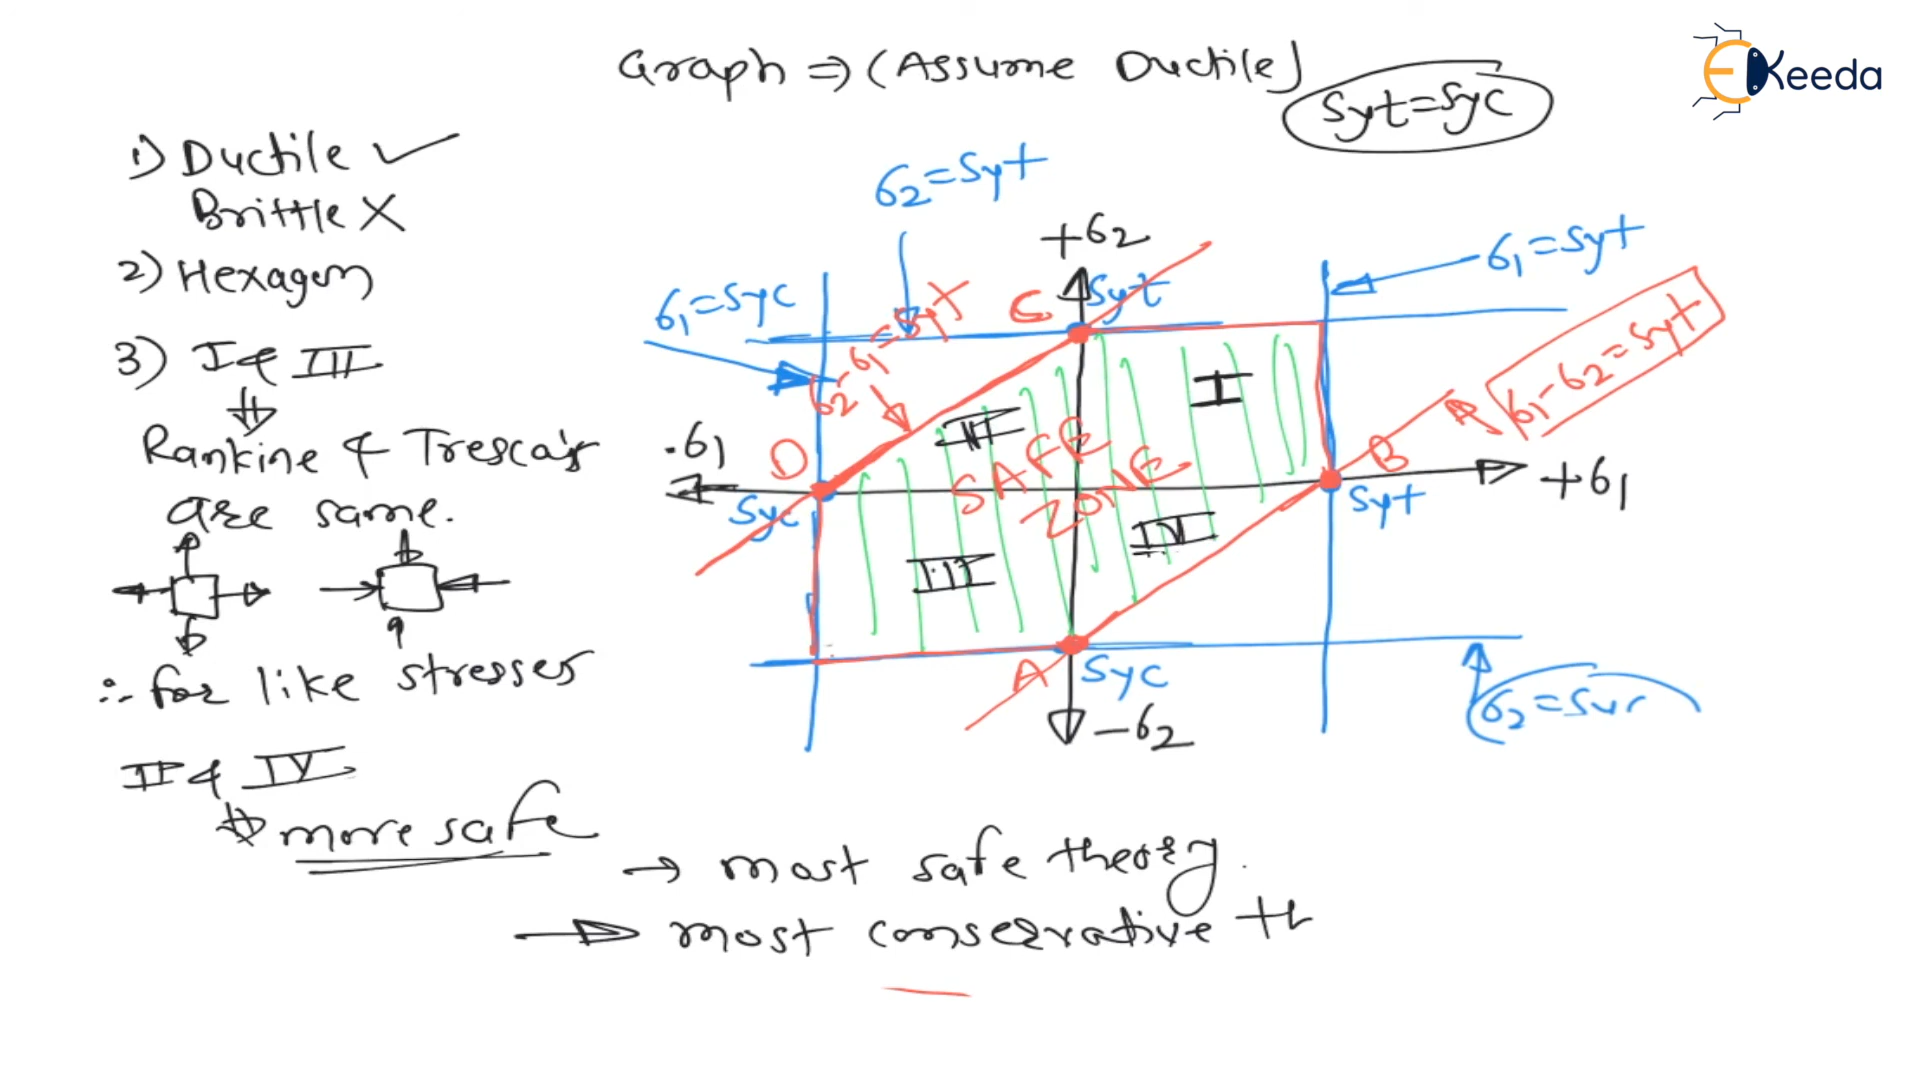 Graph ⇒ (Assume Ductile)
Syt=Syc
EKeeda
1) Ductile ✓
Brittle X
2) Hexagon
3) I & III
⇓
Rankine & Tresca's
are same.
∴ for like stresses
II & IV
more safe
→ most safe theory.
→ most conservative th
σ2=Syt
+σ2
σ1=Syt
σ1=Syc
C
Syt
σ2-σ1=Syt
σ1-σ2=Syt
I
II
-σ1
D
SAFE
ZONE
B
+σ1
Syc
Syt
III
IV
A
Syc
-σ2
σ2=Syc